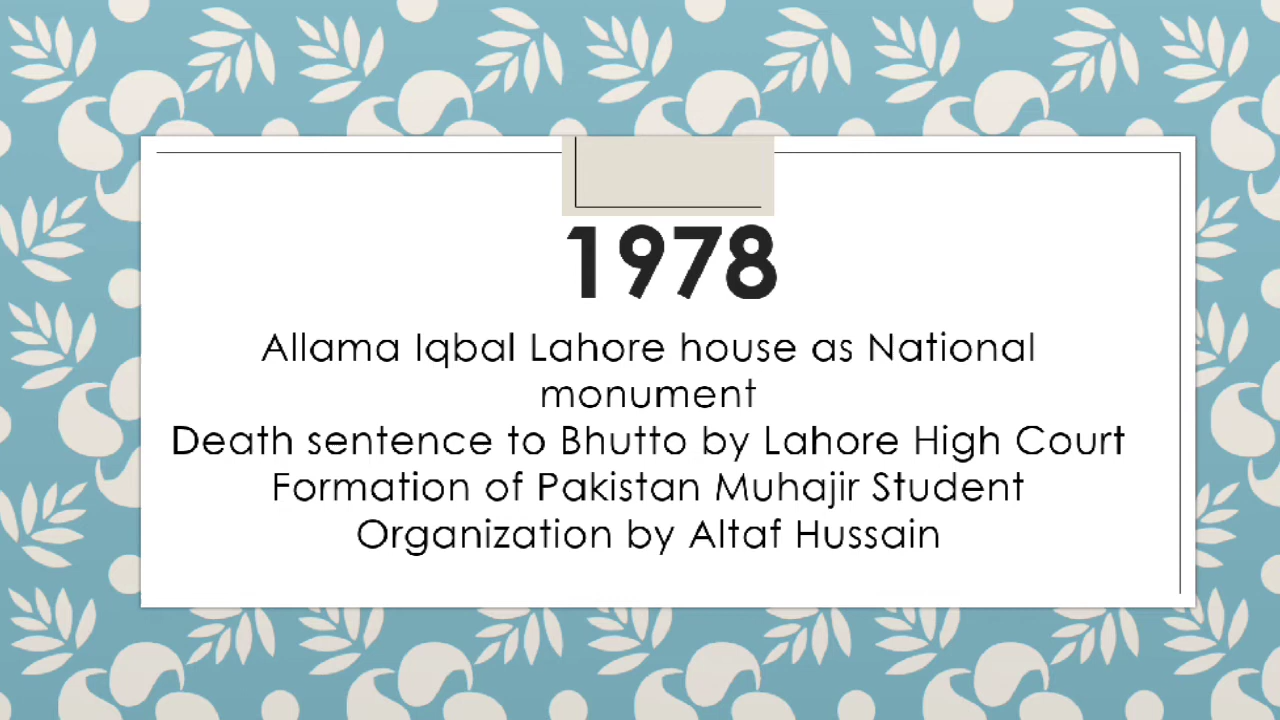 1978
Allama Iqbal Lahore house as National
monument
Death sentence to Bhutto by Lahore High Court
Formation of Pakistan Muhajir Student
Organization by Altaf Hussain